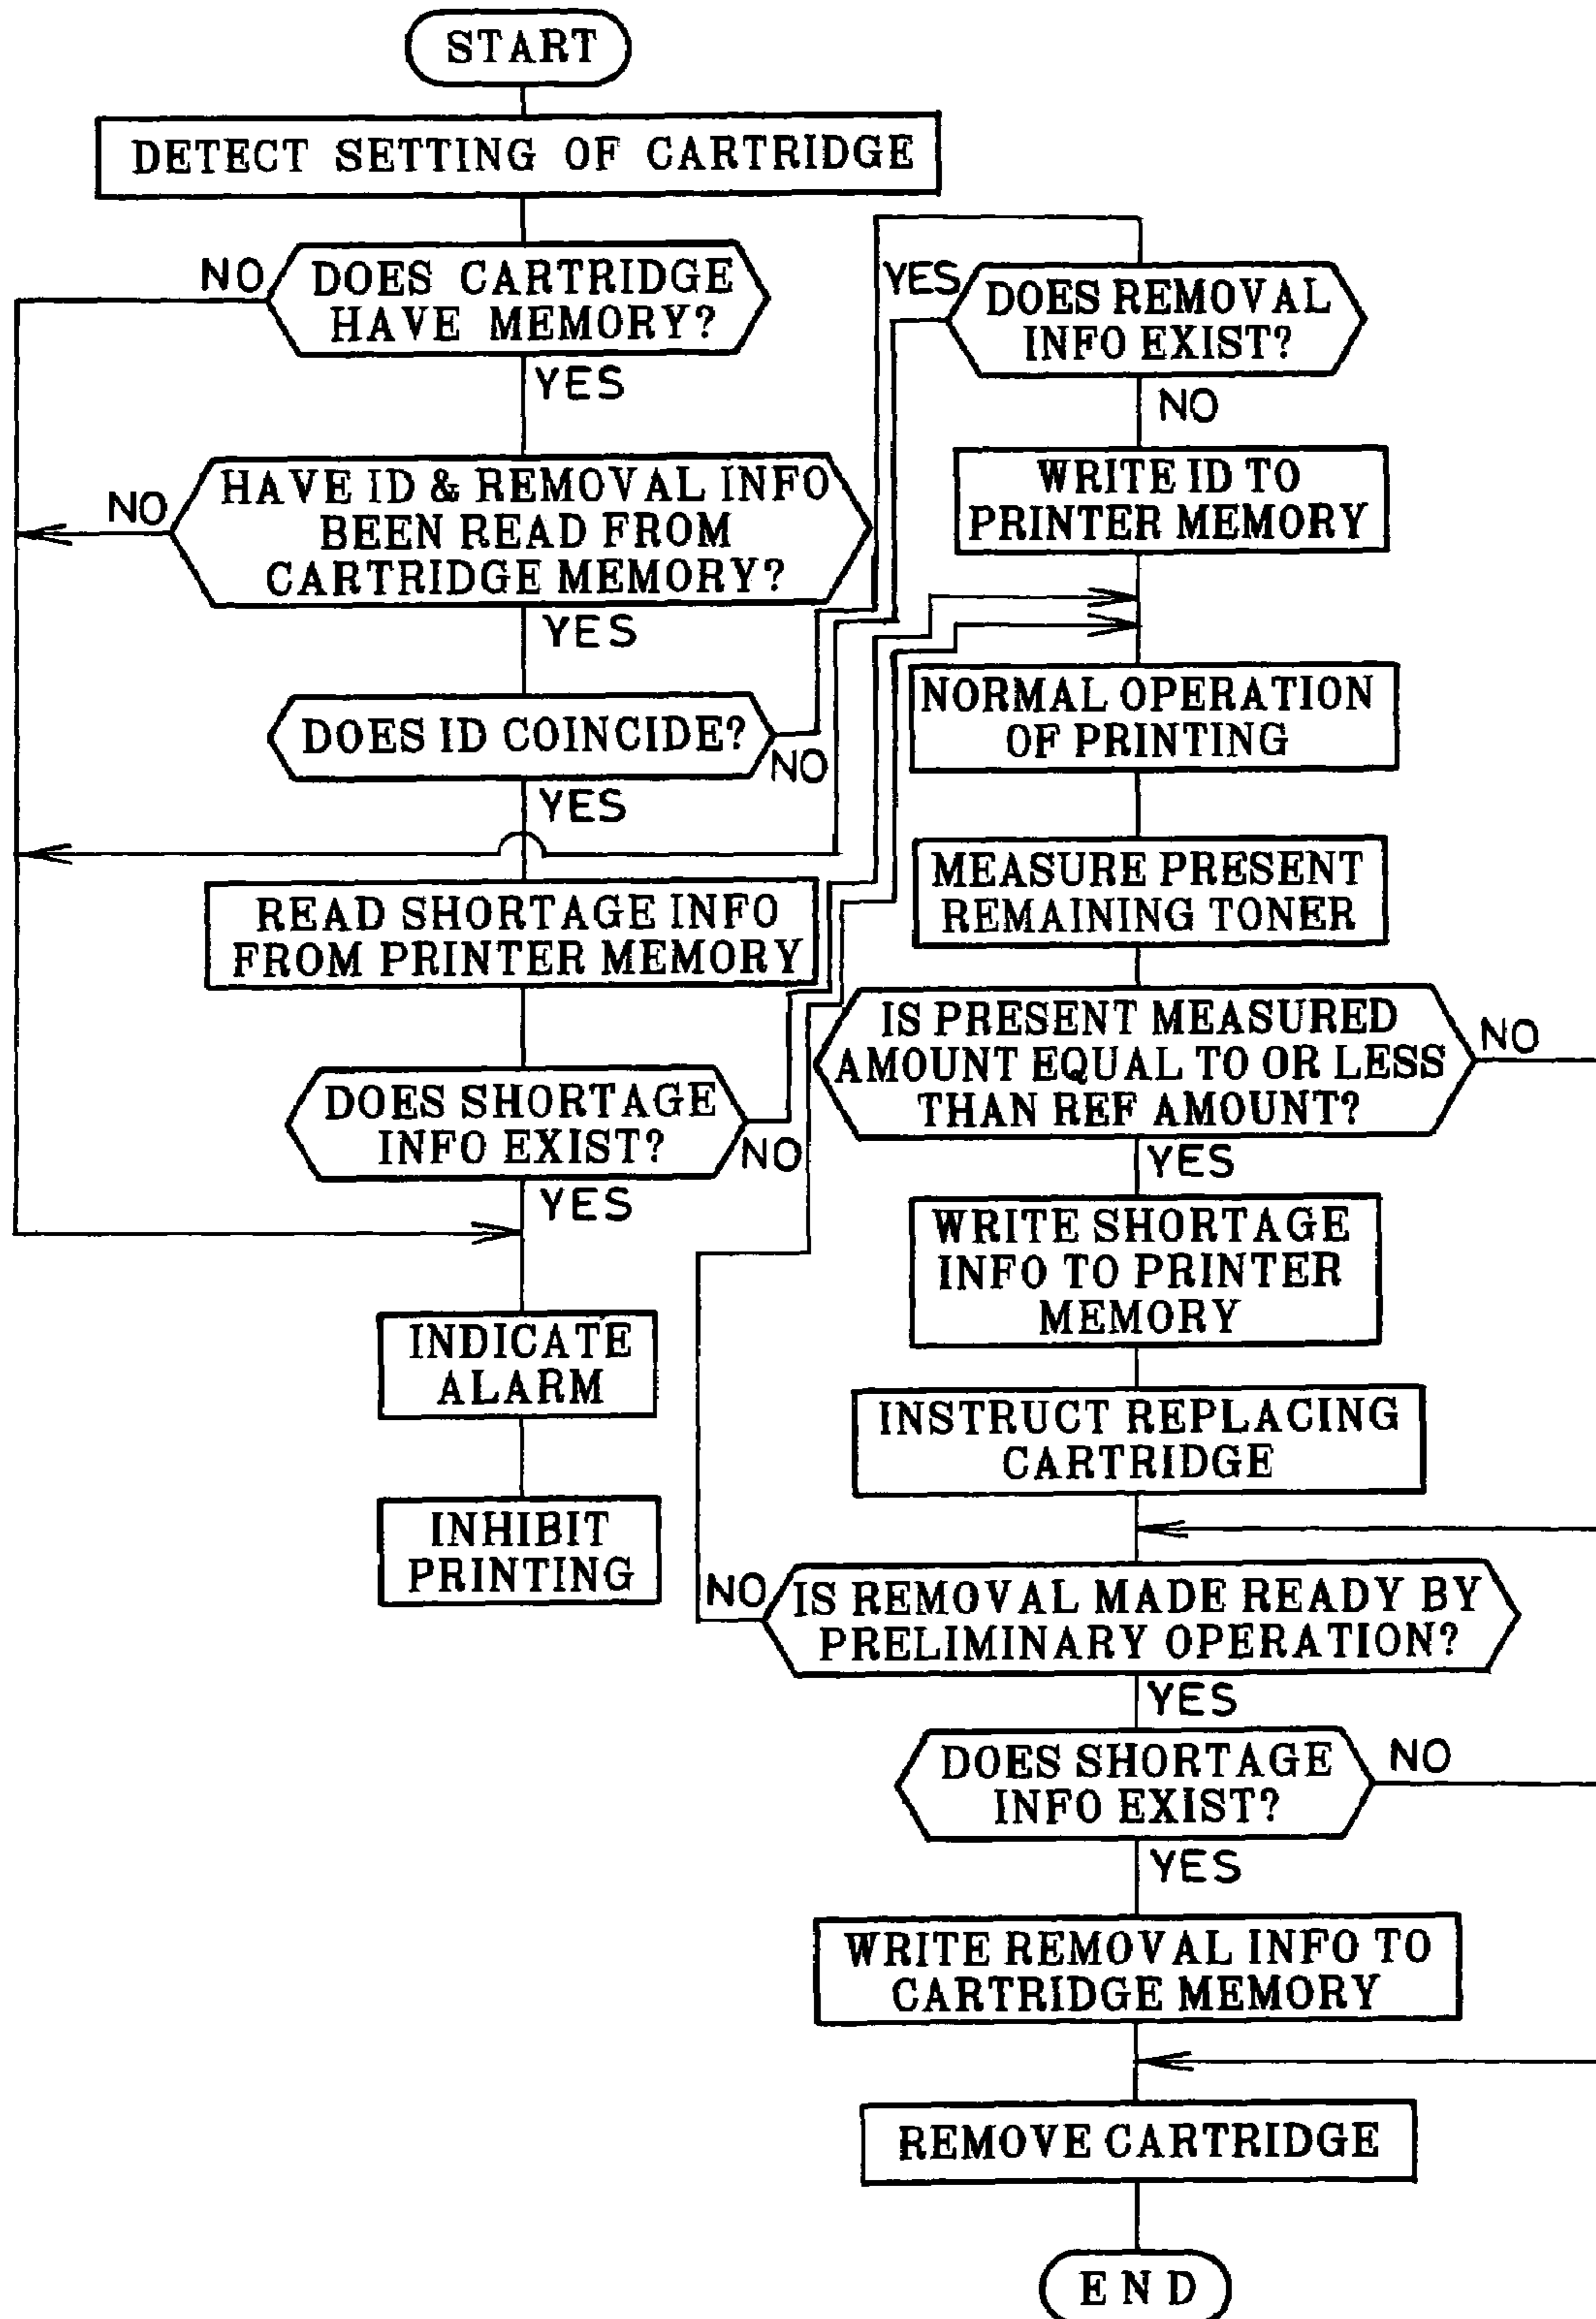 START
DETECT SETTING OF CARTRIDGE
NO
DOES CARTRIDGE
HAVE MEMORY?
YES
NO
HAVE ID & REMOVAL INFO
BEEN READ FROM
CARTRIDGE MEMORY?
YES
DOES ID COINCIDE?
NO
YES
READ SHORTAGE INFO
FROM PRINTER MEMORY
DOES SHORTAGE
INFO EXIST?
NO
YES
INDICATE
ALARM
INHIBIT
PRINTING
YES
DOES REMOVAL
INFO EXIST?
NO
WRITE ID TO
PRINTER MEMORY
NORMAL OPERATION
OF PRINTING
MEASURE PRESENT
REMAINING TONER
IS PRESENT MEASURED
AMOUNT EQUAL TO OR LESS
THAN REF AMOUNT?
NO
YES
WRITE SHORTAGE
INFO TO PRINTER
MEMORY
INSTRUCT REPLACING
CARTRIDGE
NO
IS REMOVAL MADE READY BY
PRELIMINARY OPERATION?
YES
DOES SHORTAGE
INFO EXIST?
NO
YES
WRITE REMOVAL INFO TO
CARTRIDGE MEMORY
REMOVE CARTRIDGE
END